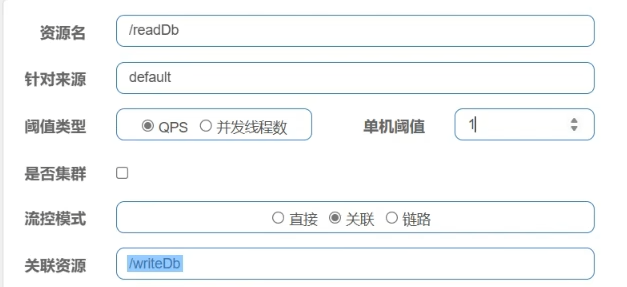 资源名 /readDb
针对来源 default
阈值类型 QPS 并发线程数 单机阈值 1
是否集群
流控模式 直接 关联 链路
关联资源 /writeDb